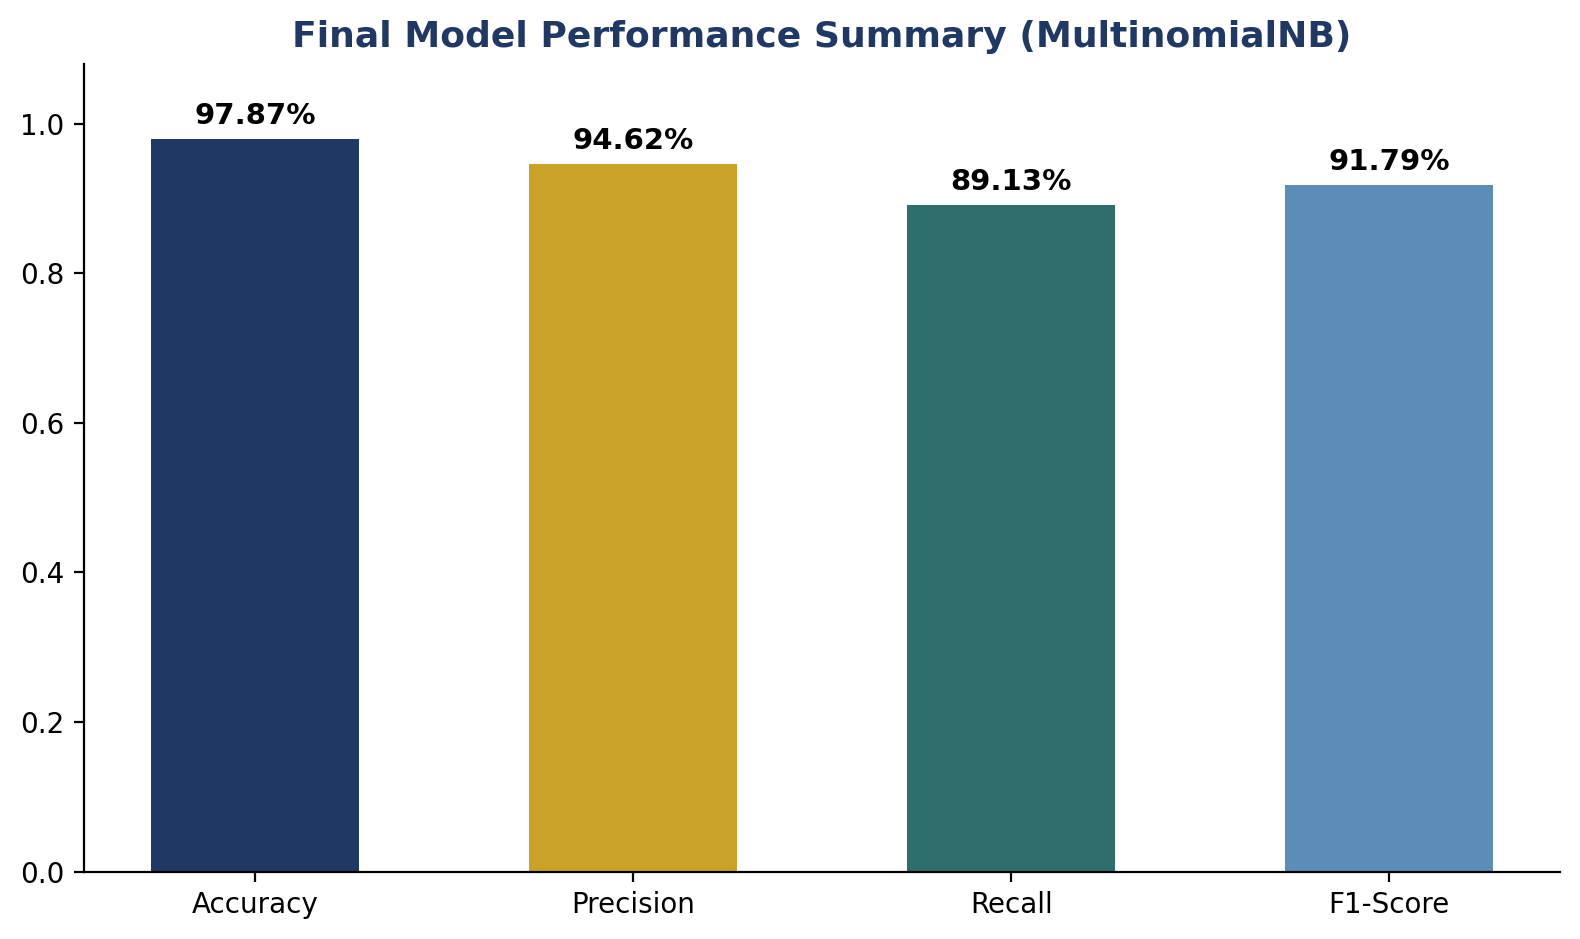 Final Model Performance Summary (MultinomialNB)
97.87%
94.62%
89.13%
91.79%
1.0
0.8
0.6
0.4
0.2
0.0
Accuracy
Precision
Recall
F1-Score